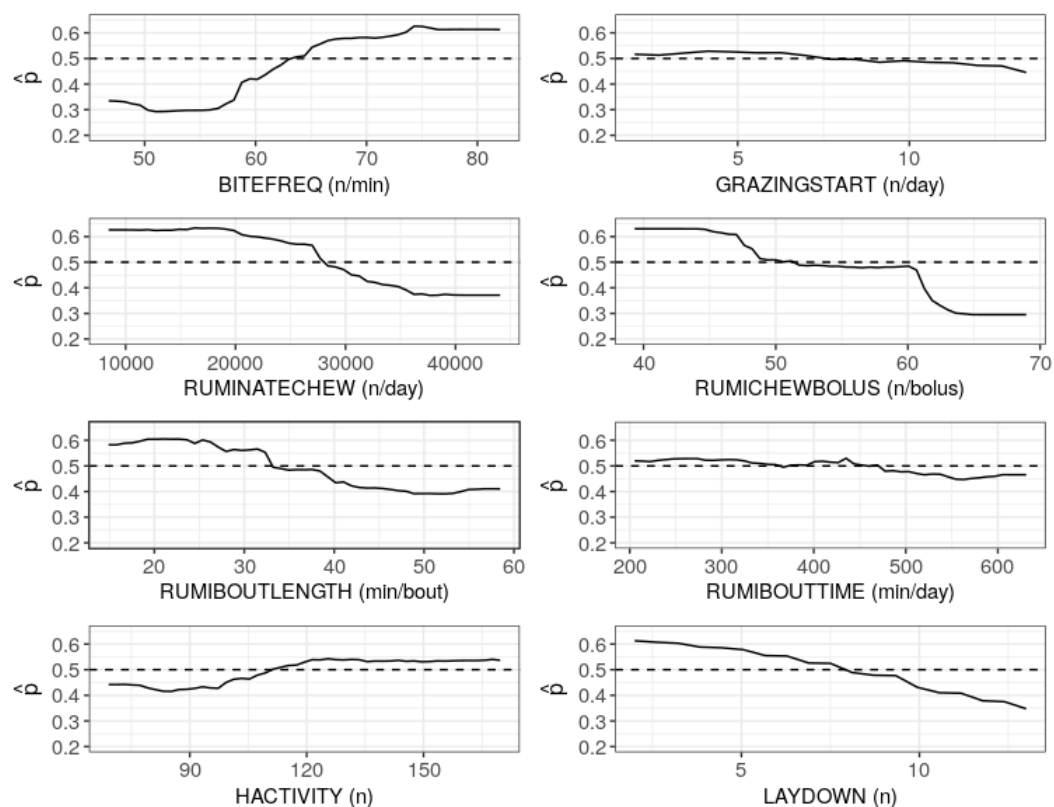 0.6
0.5
0.4
0.3
0.2
p̂
50 60 70 80
BITEFREQ (n/min)
0.6
0.5
0.4
0.3
0.2
p̂
5 10
GRAZINGSTART (n/day)
0.6
0.5
0.4
0.3
0.2
p̂
10000 20000 30000 40000
RUMINATECHEW (n/day)
0.6
0.5
0.4
0.3
0.2
p̂
40 50 60 70
RUMICHEWBOLUS (n/bolus)
0.6
0.5
0.4
0.3
0.2
p̂
20 30 40 50 60
RUMIBOUTLENGTH (min/bout)
0.6
0.5
0.4
0.3
0.2
p̂
200 300 400 500 600
RUMIBOUTTIME (min/day)
0.6
0.5
0.4
0.3
0.2
p̂
90 120 150
HACTIVITY (n)
0.6
0.5
0.4
0.3
0.2
p̂
5 10
LAYDOWN (n)